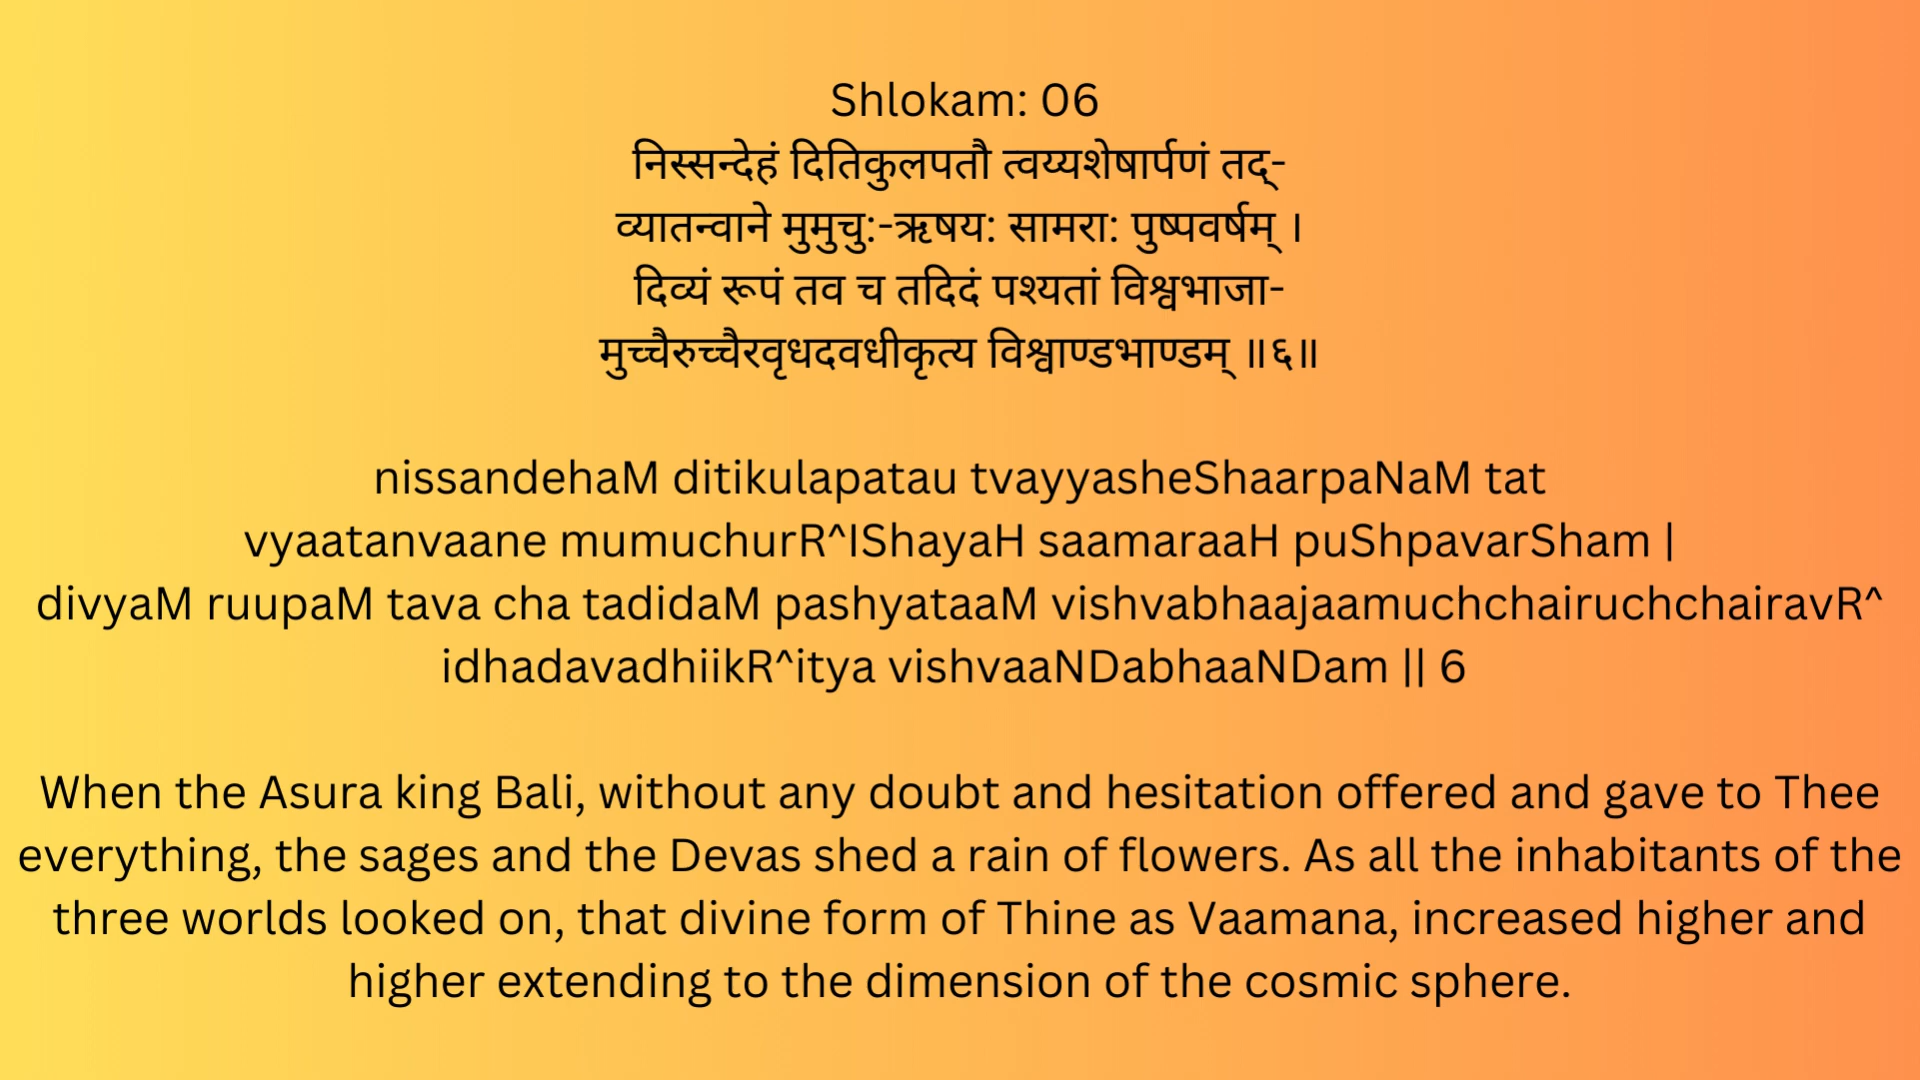 Shlokam: 06
निस्सन्देहं दितिकुलपतौ त्वय्यशेषार्पणं तद्-
व्यातन्वाने मुमुचु:-ऋषय: सामरा: पुष्पवर्षम् ।
दिव्यं रूपं तव च तदिदं पश्यतां विश्वभाजा-
मुच्चैरुच्चैरवृधदवधीकृत्य विश्वाण्डभाण्डम् ॥६॥
nissandehaM ditikulapatau tvayyasheShaarpaNaM tat
vyaatanvaane mumuchurR^IShayaH saamaraaH puShpavarSham |
divyaM ruupaM tava cha tadidaM pashyataaM vishvabhaajaamuchchairuchchairavR^
idhadavadhiikR^itya vishvaaNDabhaaNDam || 6
When the Asura king Bali, without any doubt and hesitation offered and gave to Thee
everything, the sages and the Devas shed a rain of flowers. As all the inhabitants of the
three worlds looked on, that divine form of Thine as Vaamana, increased higher and
higher extending to the dimension of the cosmic sphere.